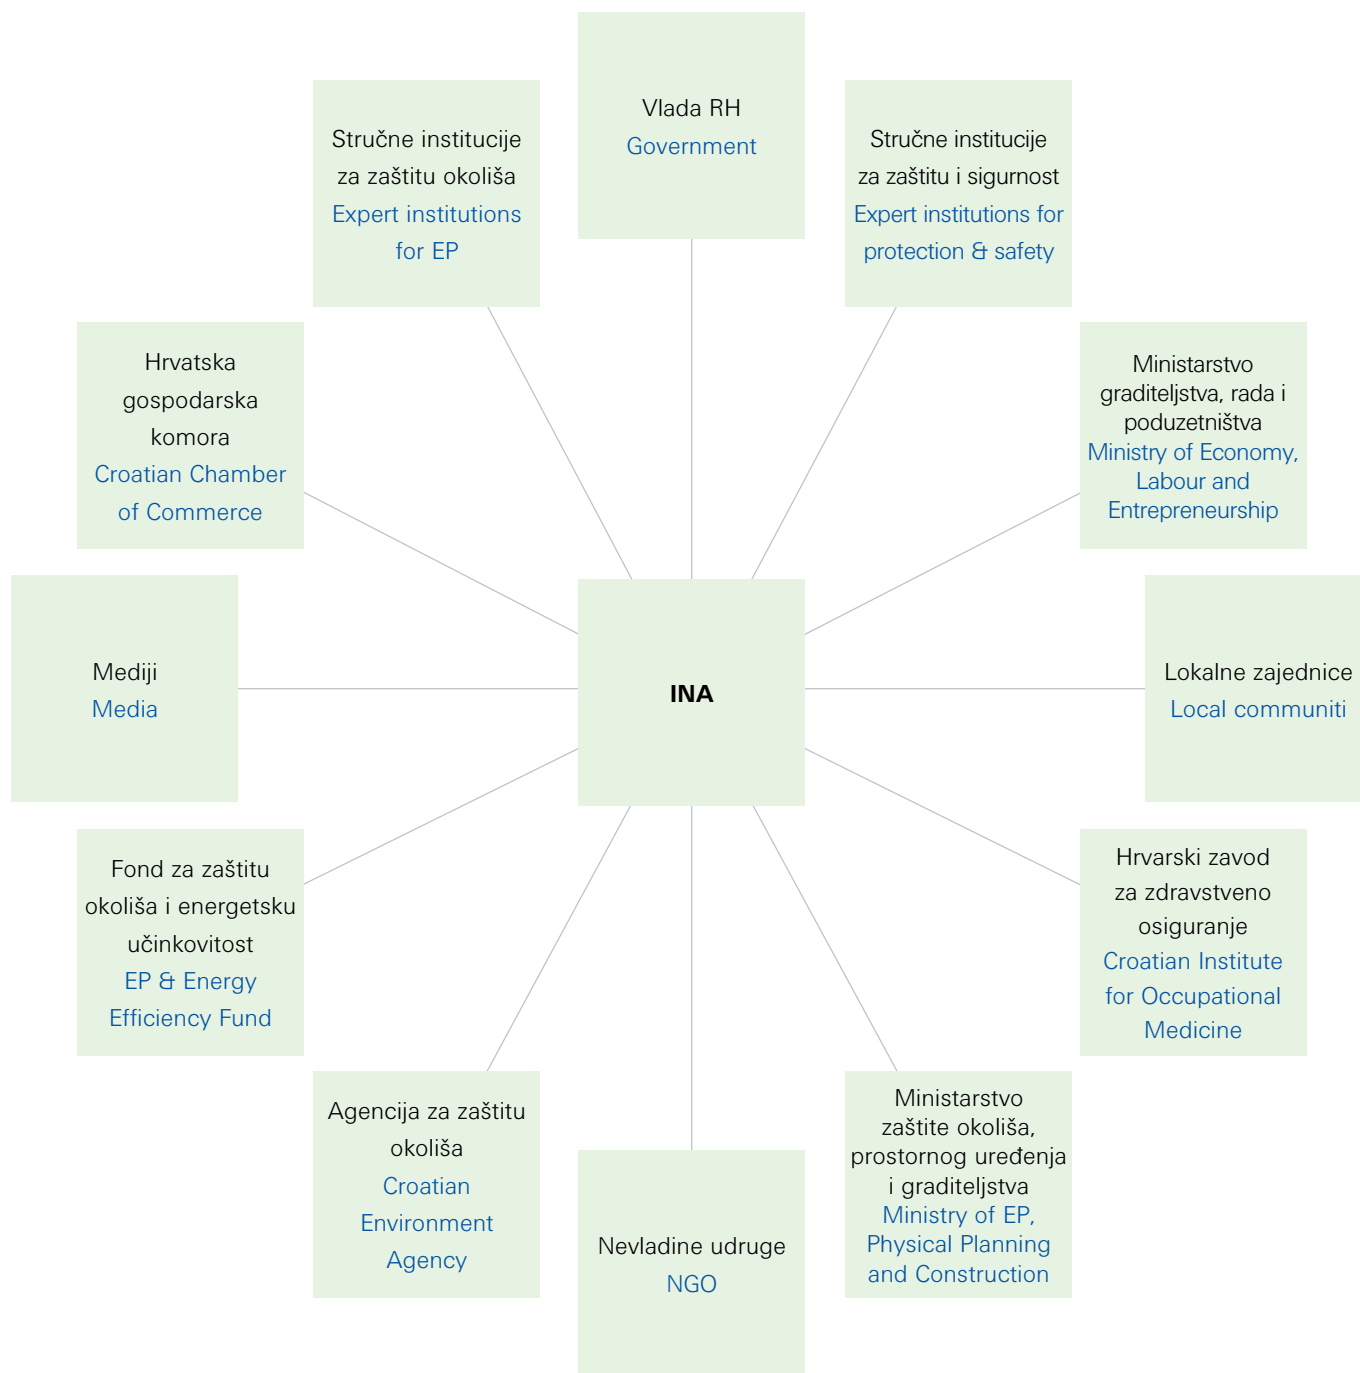 Vlada RH
Government
Stručne institucije
za zaštitu okoliša
Expert institutions
for EP
Stručne institucije
za zaštitu i sigurnost
Expert institutions for
protection & safety
Hrvatska
gospodarska
komora
Croatian Chamber
of Commerce
Ministarstvo
graditeljstva, rada i
poduzetništva
Ministry of Economy,
Labour and
Entrepreneurship
Mediji
Media
INA
Lokalne zajednice
Local communiti
Fond za zaštitu
okoliša i energetsku
učinkovitost
EP & Energy
Efficiency Fund
Hrvarski zavod
za zdravstveno
osiguranje
Croatian Institute
for Occupational
Medicine
Agencija za zaštitu
okoliša
Croatian
Environment
Agency
Nevladine udruge
NGO
Ministarstvo
zaštite okoliša,
prostornog uređenja
i graditeljstva
Ministry of EP,
Physical Planning
and Construction